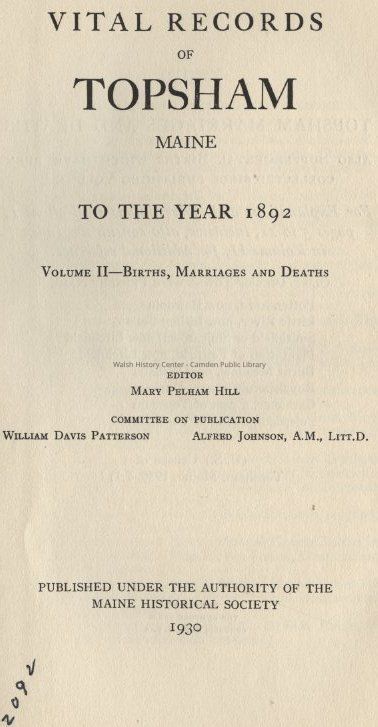 VITAL RECORDS
OF
TOPSHAM
MAINE
TO THE YEAR 1892
VOLUME II—BIRTHS, MARRIAGES AND DEATHS
Walsh History Center - Camden Public Library
EDITOR
MARY PELHAM HILL
COMMITTEE ON PUBLICATION
WILLIAM DAVIS PATTERSON ALFRED JOHNSON, A.M., LITT.D.
PUBLISHED UNDER THE AUTHORITY OF THE
MAINE HISTORICAL SOCIETY
1930
2092